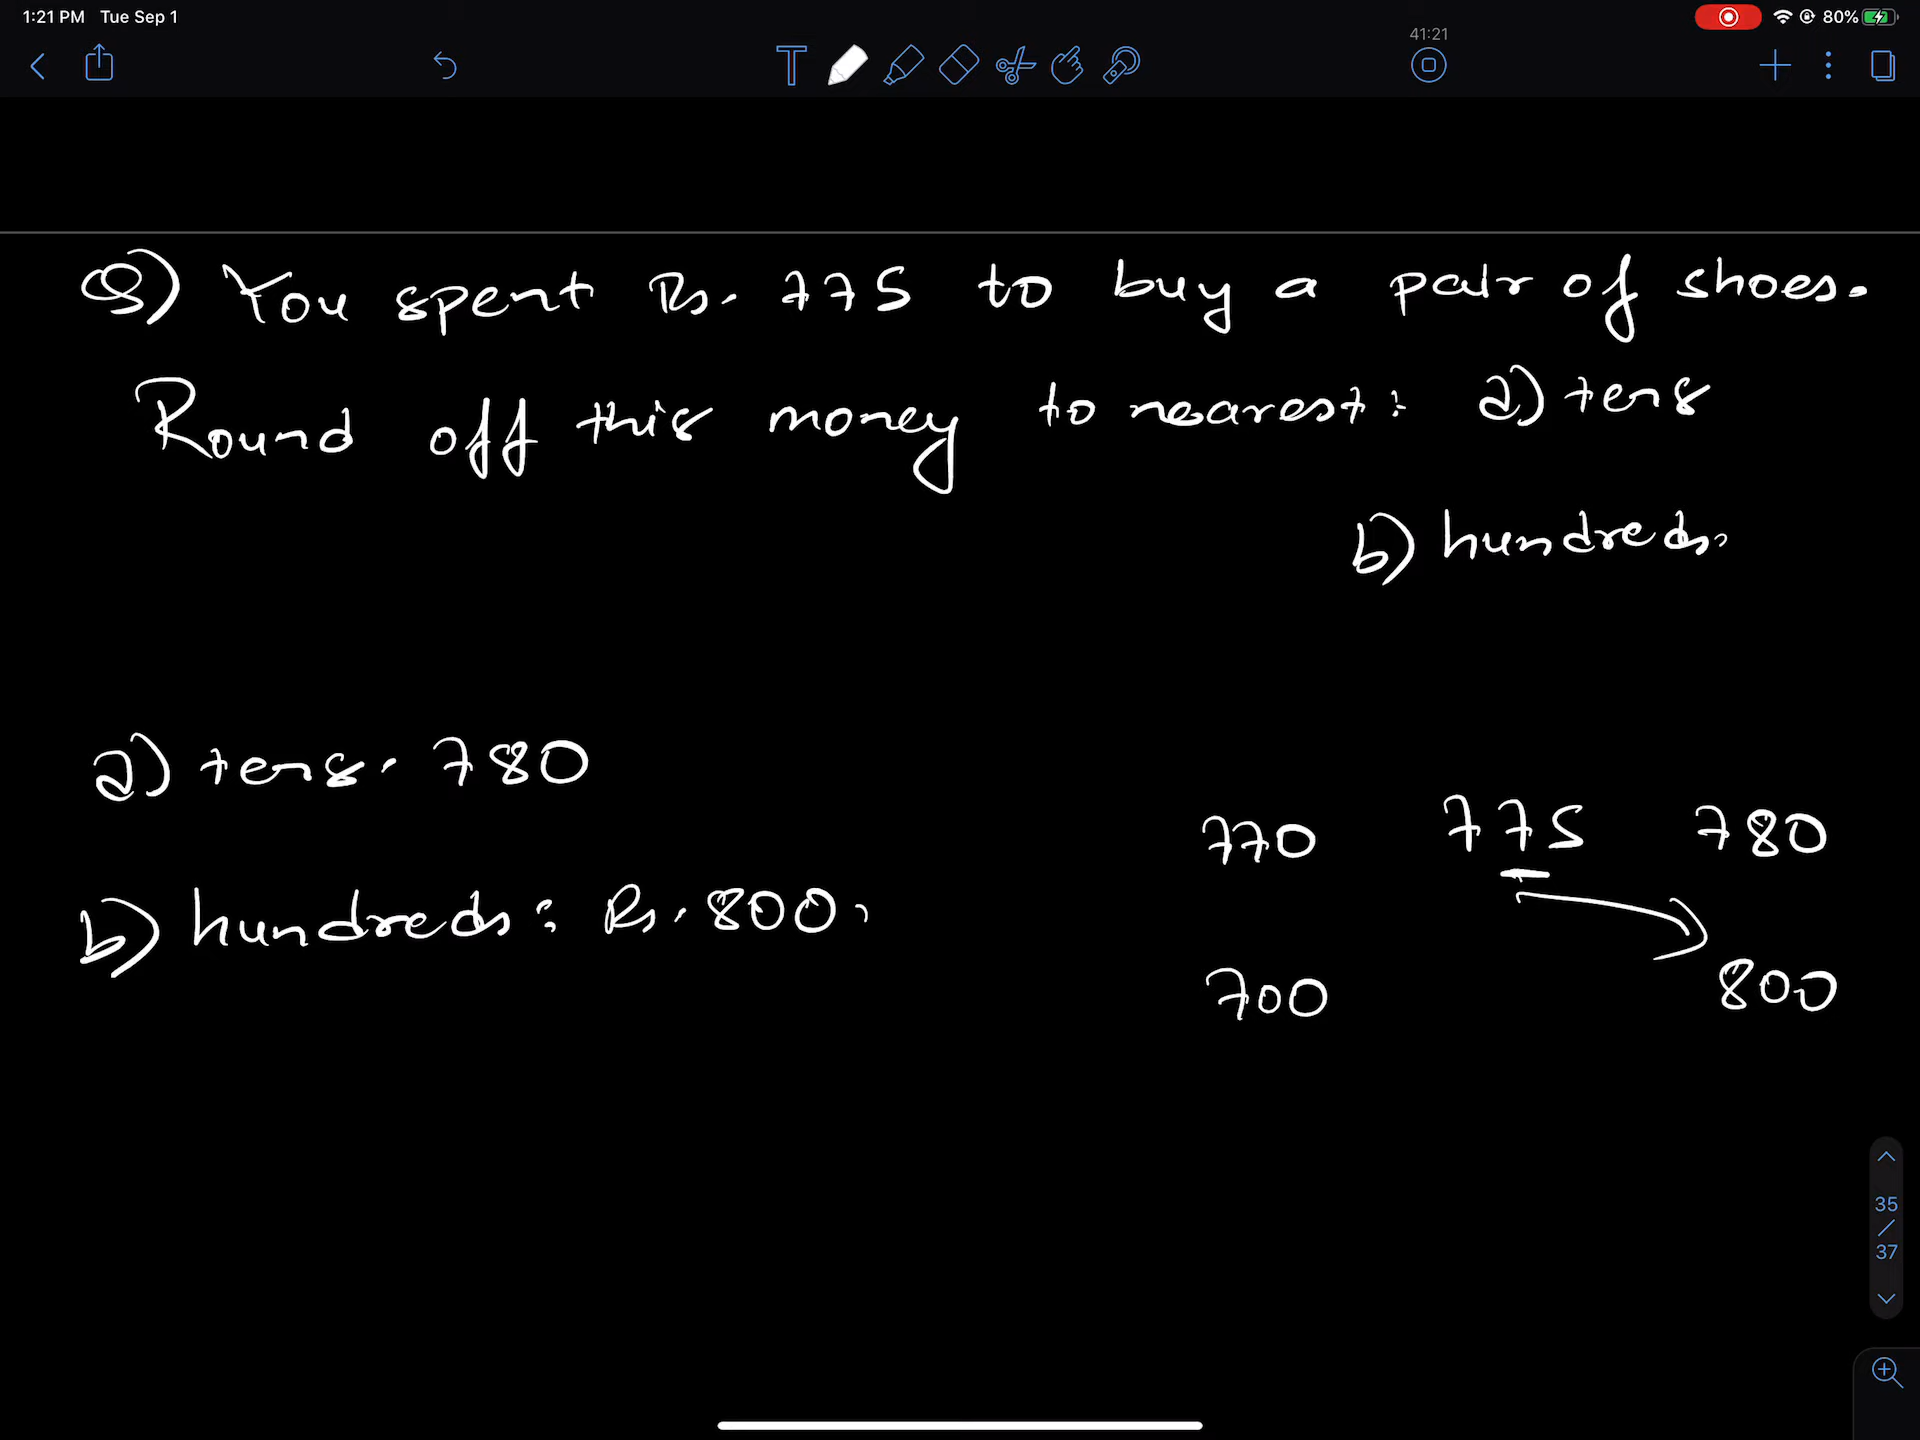 1:21 PM Tue Sep 1 80%
41:21
Q) You spent Rs. 775 to buy a pair of shoes.
Round off this money to nearest: a) tens
b) hundreds.
a) tens. 780
770 775 780
b) hundreds: Rs. 800.
700 800
35
/
37